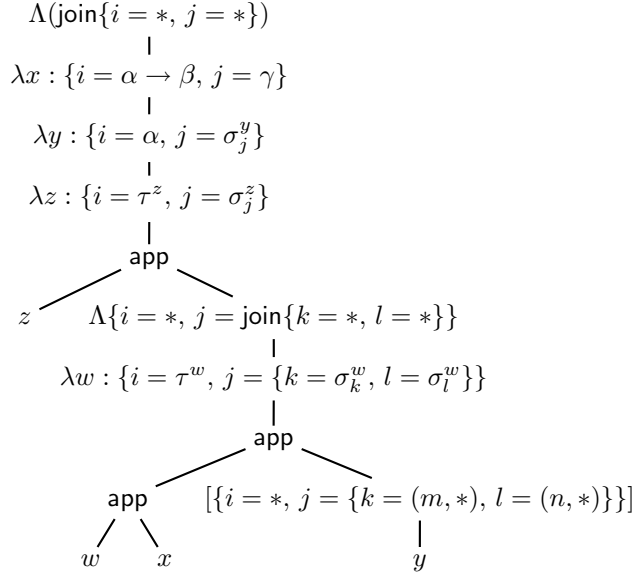 Λ(join{i = ∗, j = ∗})
λx : {i = α → β, j = γ}
λy : {i = α, j = σ_j^y}
λz : {i = τ^z, j = σ_j^z}
app
z Λ{i = ∗, j = join{k = ∗, l = ∗}}
λw : {i = τ^w, j = {k = σ_k^w, l = σ_l^w}}
app
app [{i = ∗, j = {k = (m, ∗), l = (n, ∗)}}]
w x y